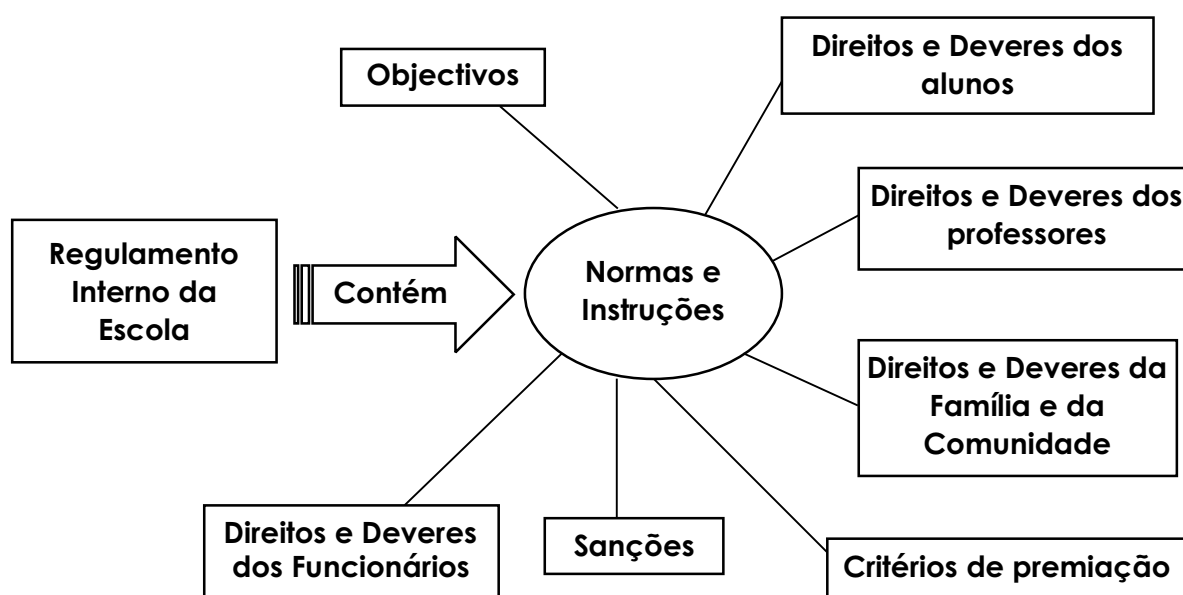 Objectivos
Direitos e Deveres dos
alunos
Direitos e Deveres dos
professores
Regulamento
Interno da
Escola
Contém
Normas e
Instruções
Direitos e Deveres da
Família e da
Comunidade
Direitos e Deveres
dos Funcionários
Sanções
Critérios de premiação